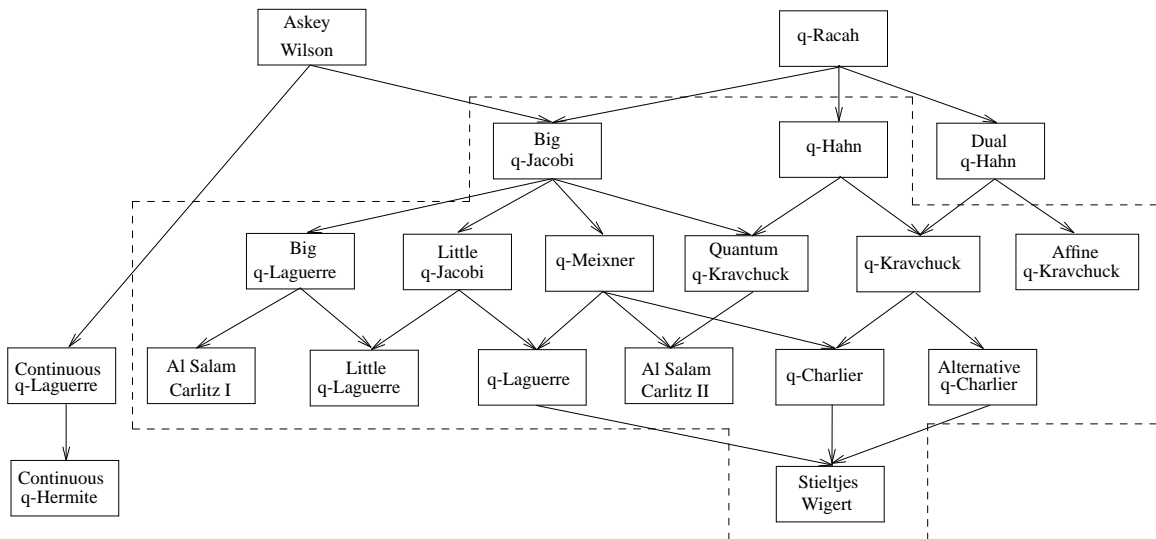 Askey
Wilson
q-Racah
Big
q-Jacobi
q-Hahn
Dual
q-Hahn
Big
q-Laguerre
Little
q-Jacobi
q-Meixner
Quantum
q-Kravchuck
q-Kravchuck
Affine
q-Kravchuck
Continuous
q-Laguerre
Al Salam
Carlitz I
Little
q-Laguerre
q-Laguerre
Al Salam
Carlitz II
q-Charlier
Alternative
q-Charlier
Continuous
q-Hermite
Stieltjes
Wigert